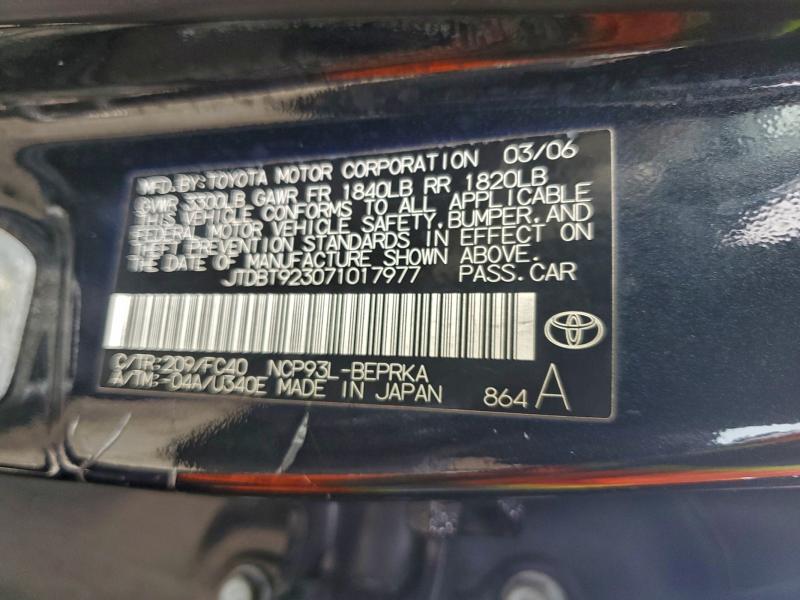 MFD.BY:TOYOTA MOTOR CORPORATION 03/06
GVWR 3300LB GAWR FR 1840LB RR 1820LB
THIS VEHICLE CONFORMS TO ALL APPLICABLE
FEDERAL MOTOR VEHICLE SAFETY,BUMPER,AND
THEFT PREVENTION STANDARDS IN EFFECT ON
THE DATE OF MANUFACTURE SHOWN ABOVE.
JTDBT923071017977 PASS.CAR
C/TR:209/FC40 NCP93L-BEPRKA
A/TM:-04A/U340E MADE IN JAPAN 864 A